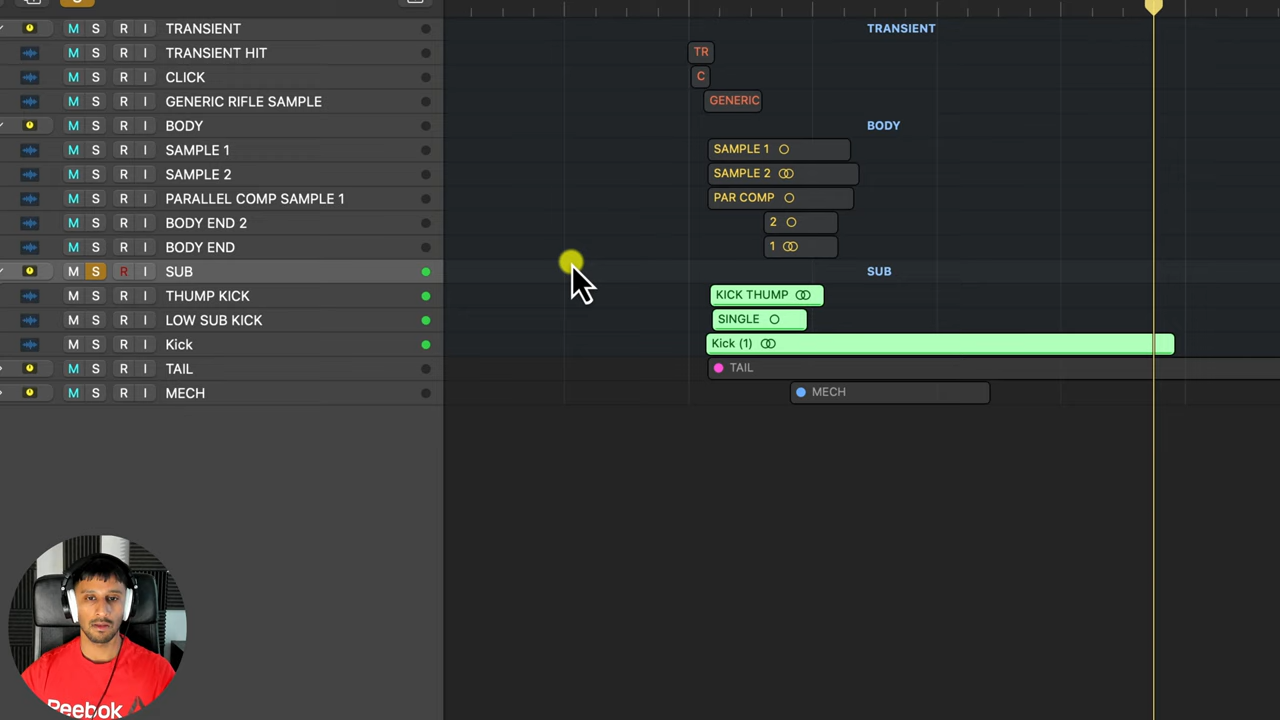 M S R I TRANSIENT TRANSIENT
M S R I TRANSIENT HIT TR
M S R I CLICK C
M S R I GENERIC RIFLE SAMPLE GENERIC
M S R I BODY BODY
M S R I SAMPLE 1 SAMPLE 1
M S R I SAMPLE 2 SAMPLE 2
M S R I PARALLEL COMP SAMPLE 1 PAR COMP
M S R I BODY END 2 2
M S R I BODY END 1
M S R I SUB SUB
M S R I THUMP KICK KICK THUMP
M S R I LOW SUB KICK SINGLE
M S R I Kick Kick (1)
M S R I TAIL TAIL
M S R I MECH MECH
Reebok